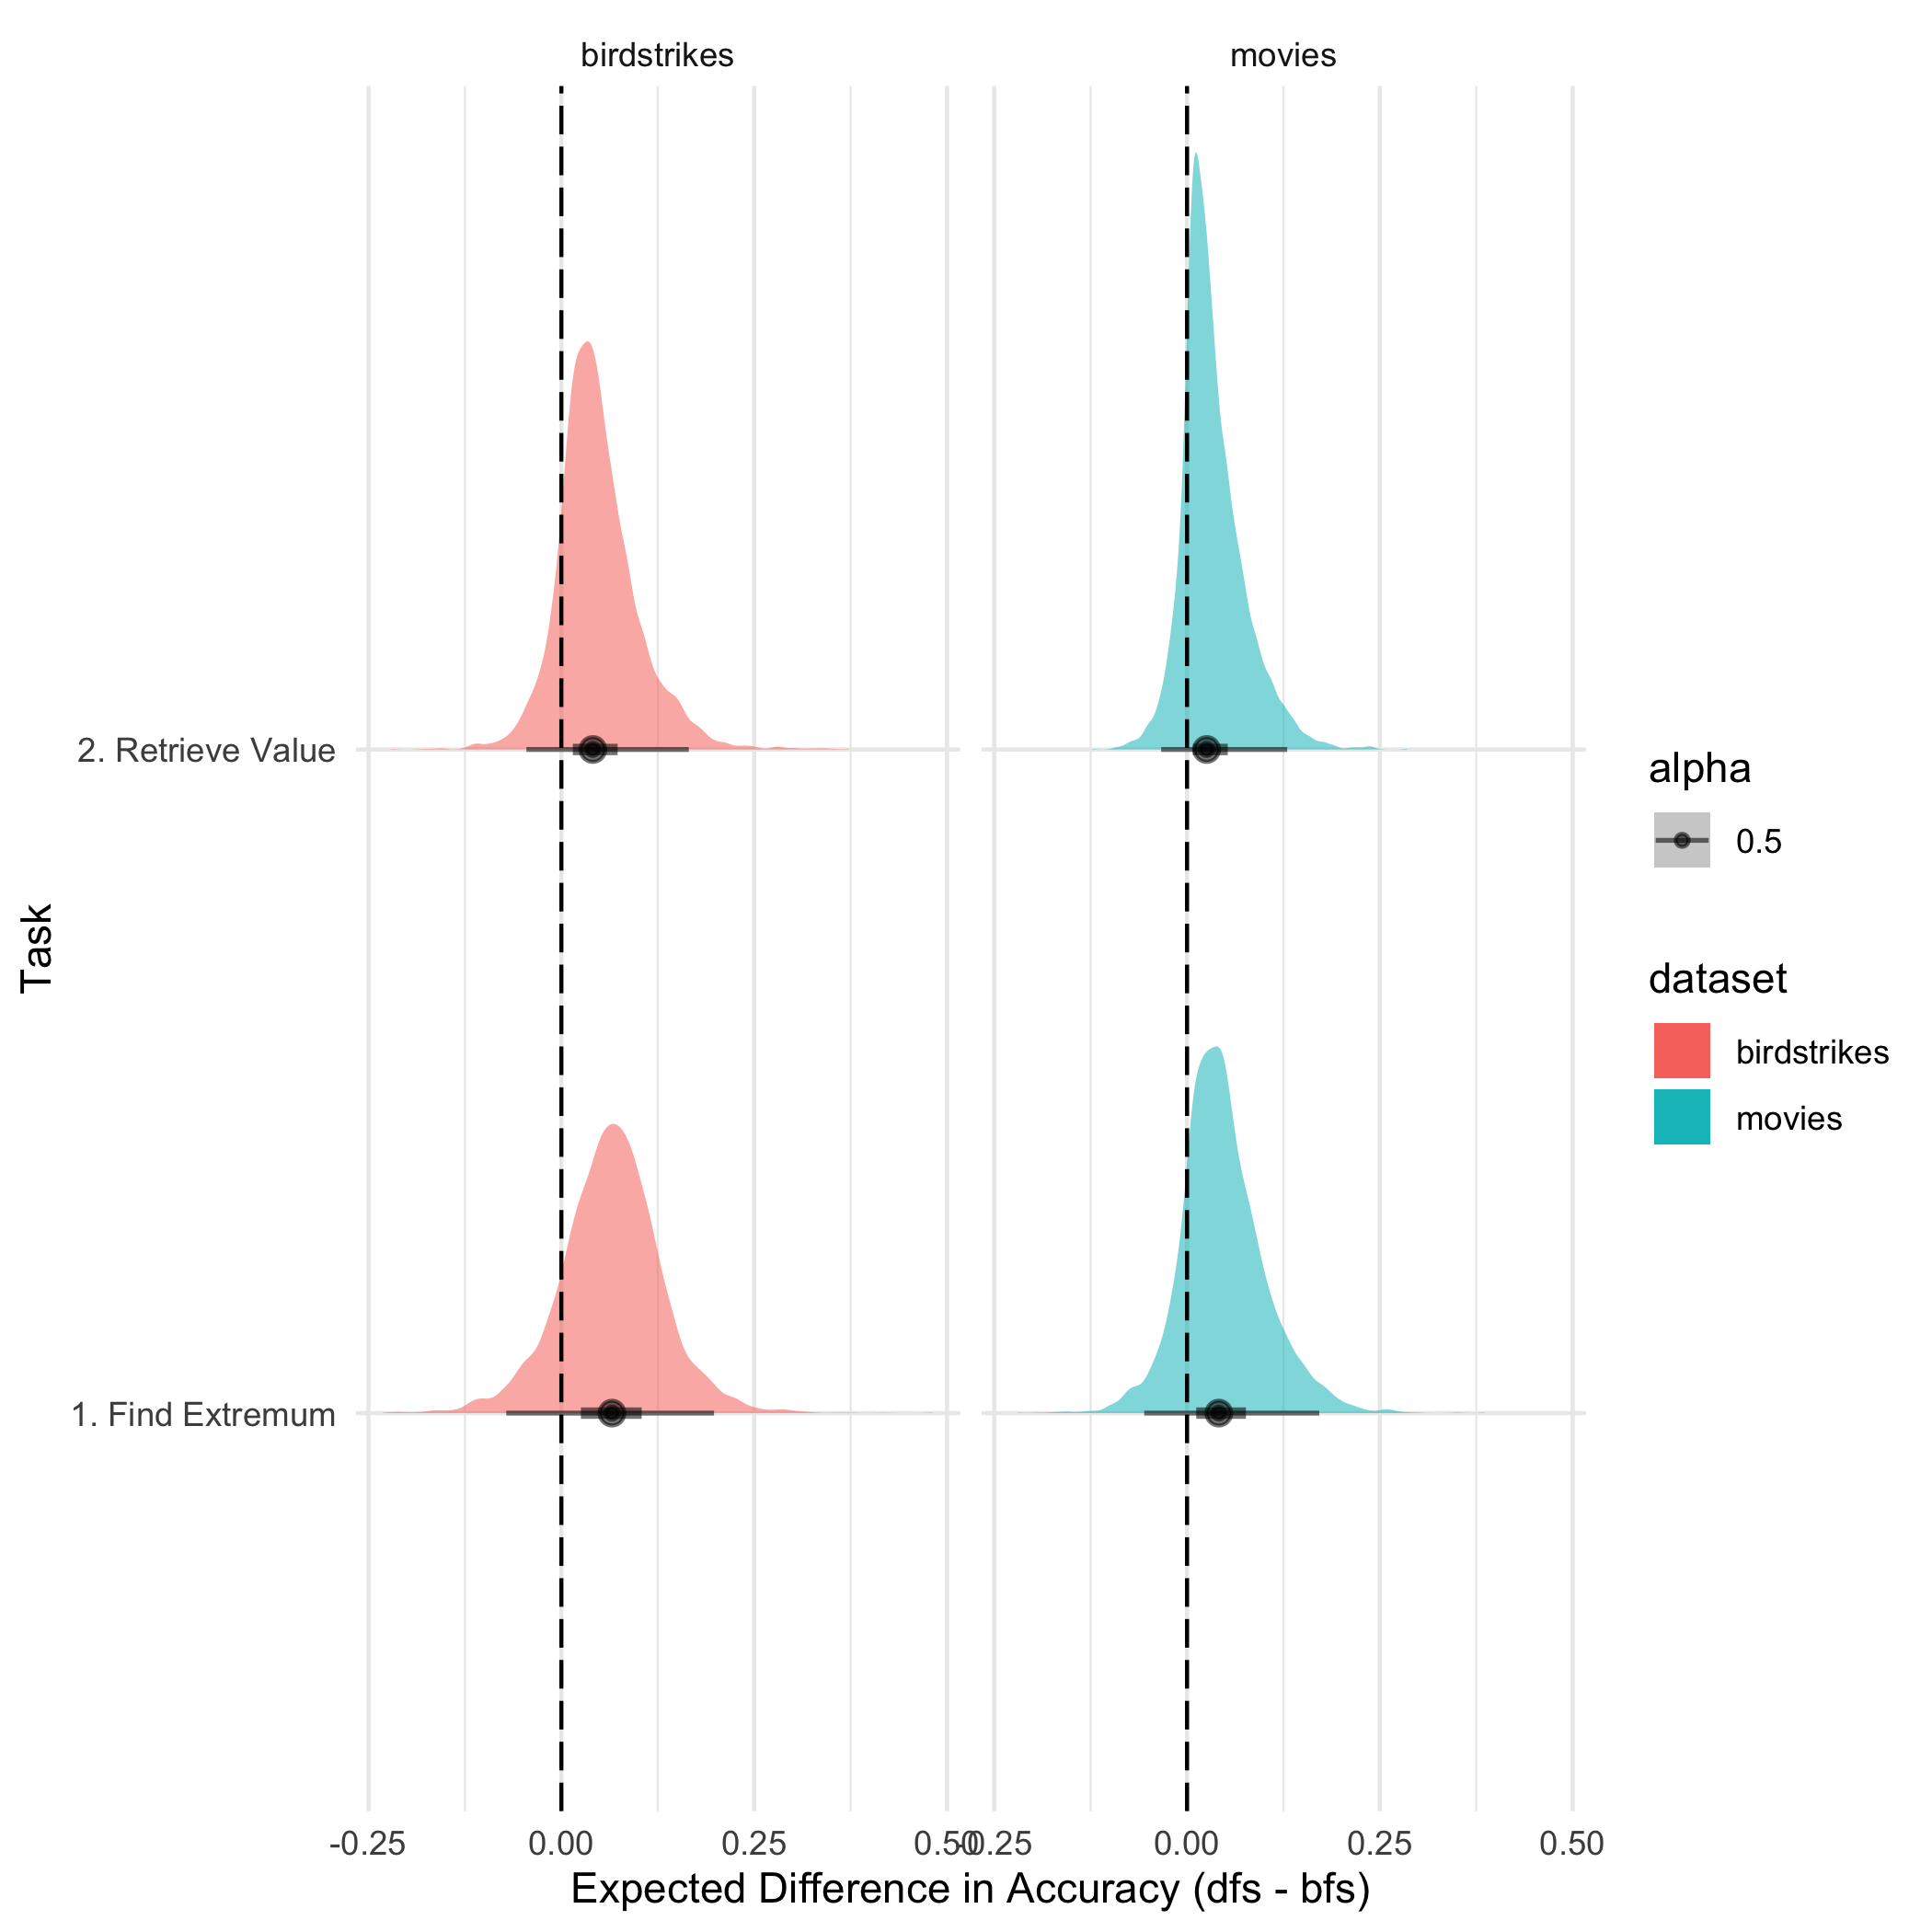 birdstrikes
movies
2. Retrieve Value
1. Find Extremum
Task
-0.25 0.00 0.25 0.50
-0.25 0.00 0.25 0.50
Expected Difference in Accuracy (dfs - bfs)
alpha
0.5
dataset
birdstrikes
movies